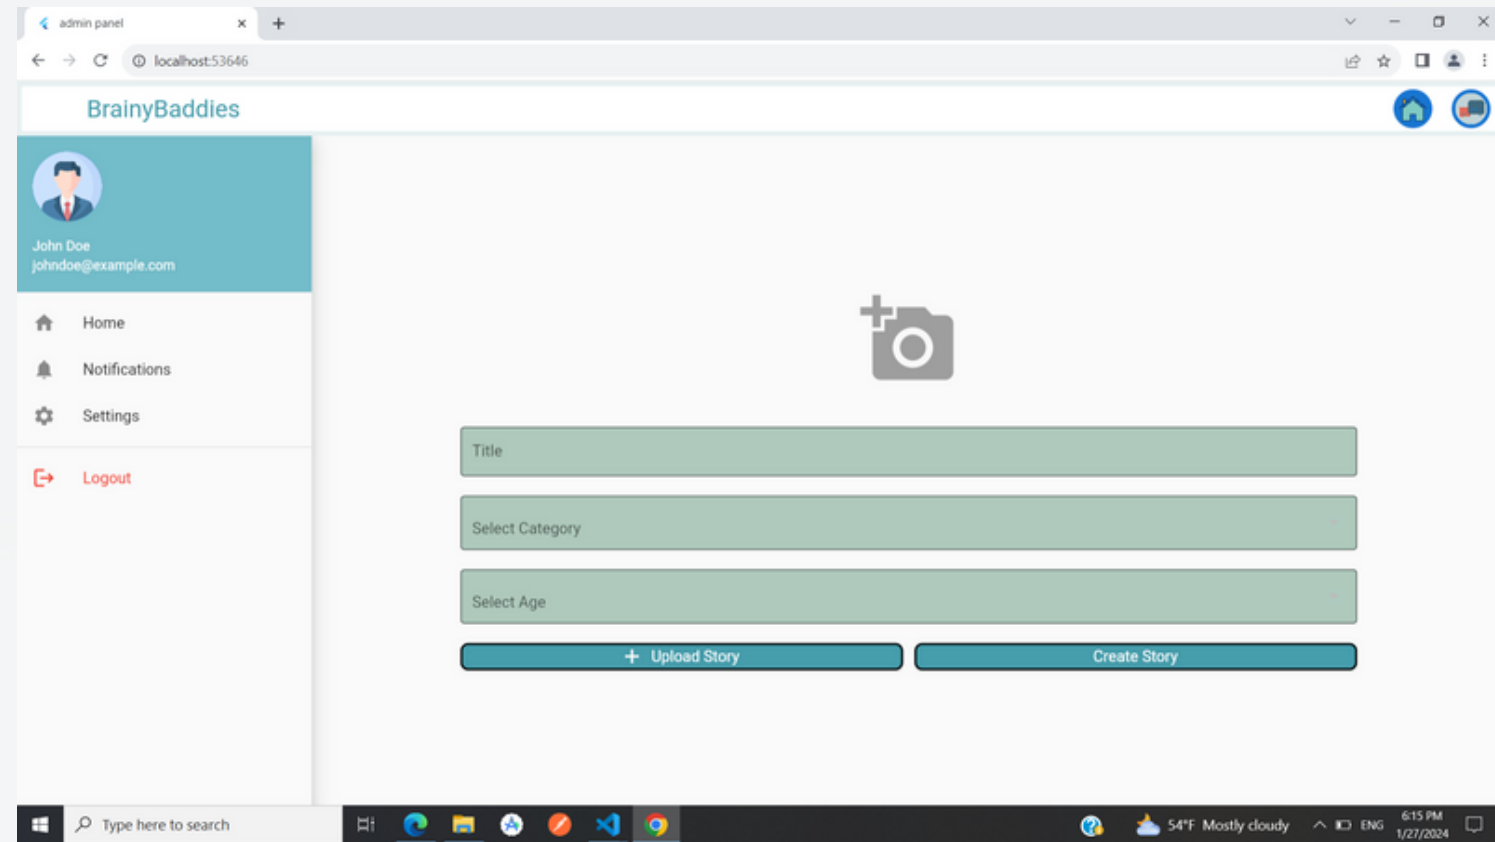 admin panel
localhost:53646
BrainyBaddies
John Doe
johndoe@example.com
Home
Notifications
Settings
Logout
Title
Select Category
Select Age
+ Upload Story
Create Story
Type here to search
54°F Mostly cloudy
ENG
6:15 PM
1/27/2024